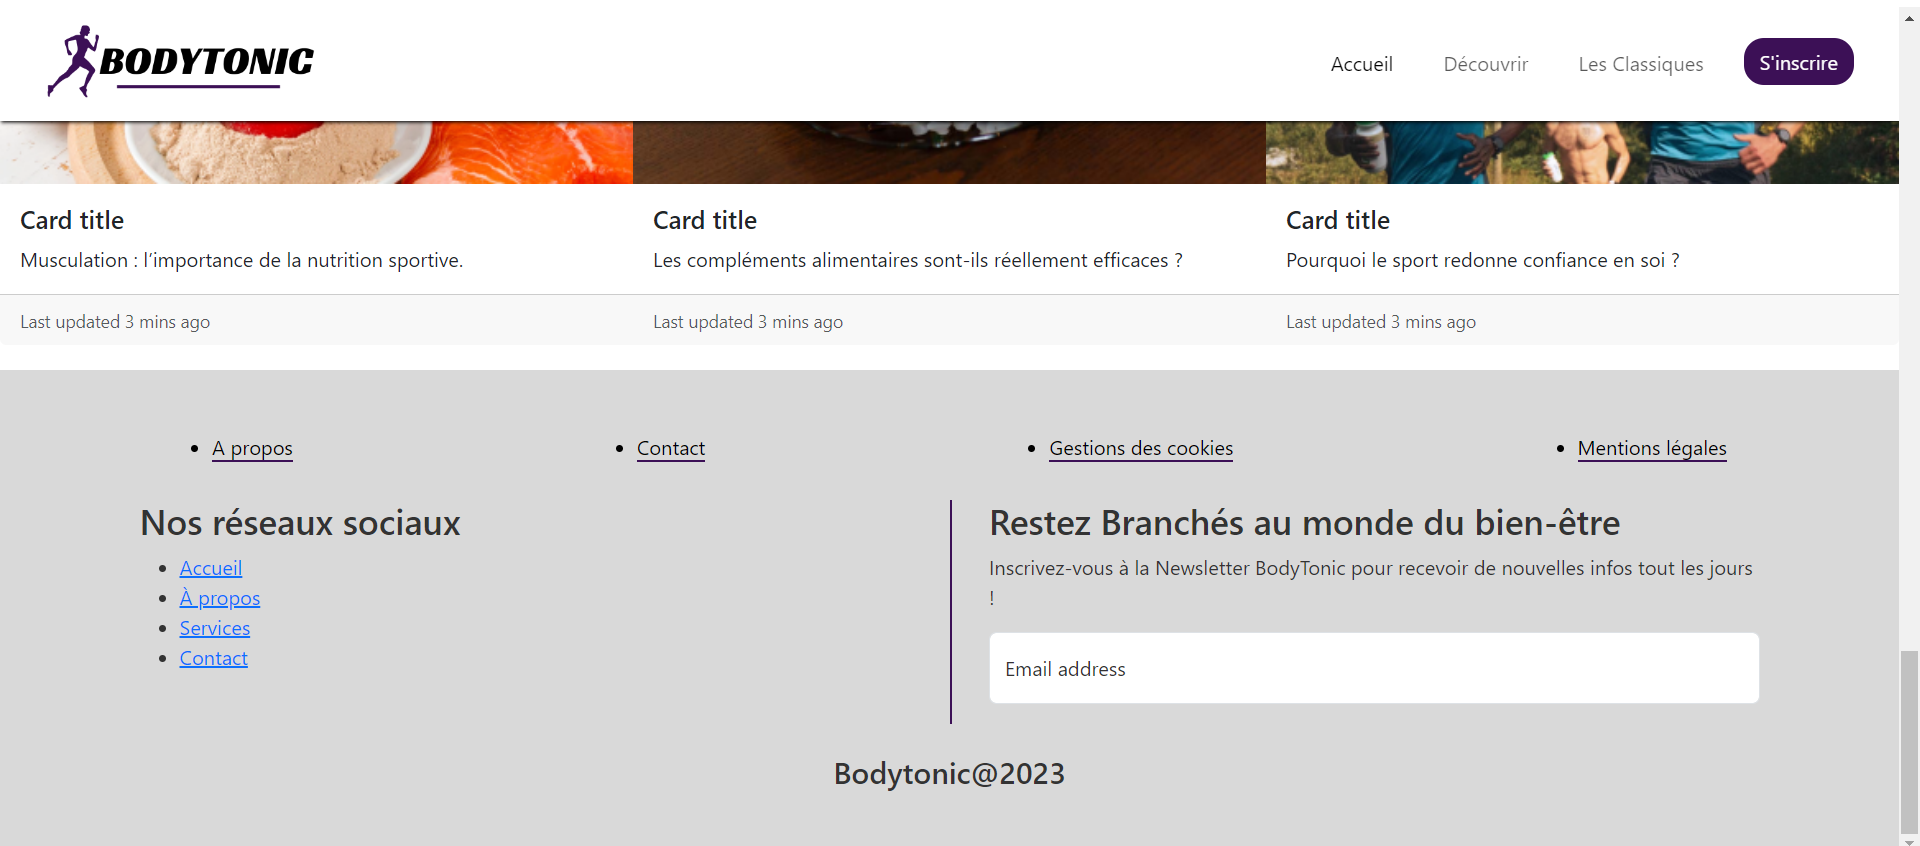 BODYTONIC
Accueil Découvrir Les Classiques S'inscrire
Card title
Musculation : l’importance de la nutrition sportive.
Last updated 3 mins ago
Card title
Les compléments alimentaires sont-ils réellement efficaces ?
Last updated 3 mins ago
Card title
Pourquoi le sport redonne confiance en soi ?
Last updated 3 mins ago
A propos
Contact
Gestions des cookies
Mentions légales
Nos réseaux sociaux
Accueil
À propos
Services
Contact
Restez Branchés au monde du bien-être
Inscrivez-vous à la Newsletter BodyTonic pour recevoir de nouvelles infos tout les jours
!
Email address
Bodytonic@2023